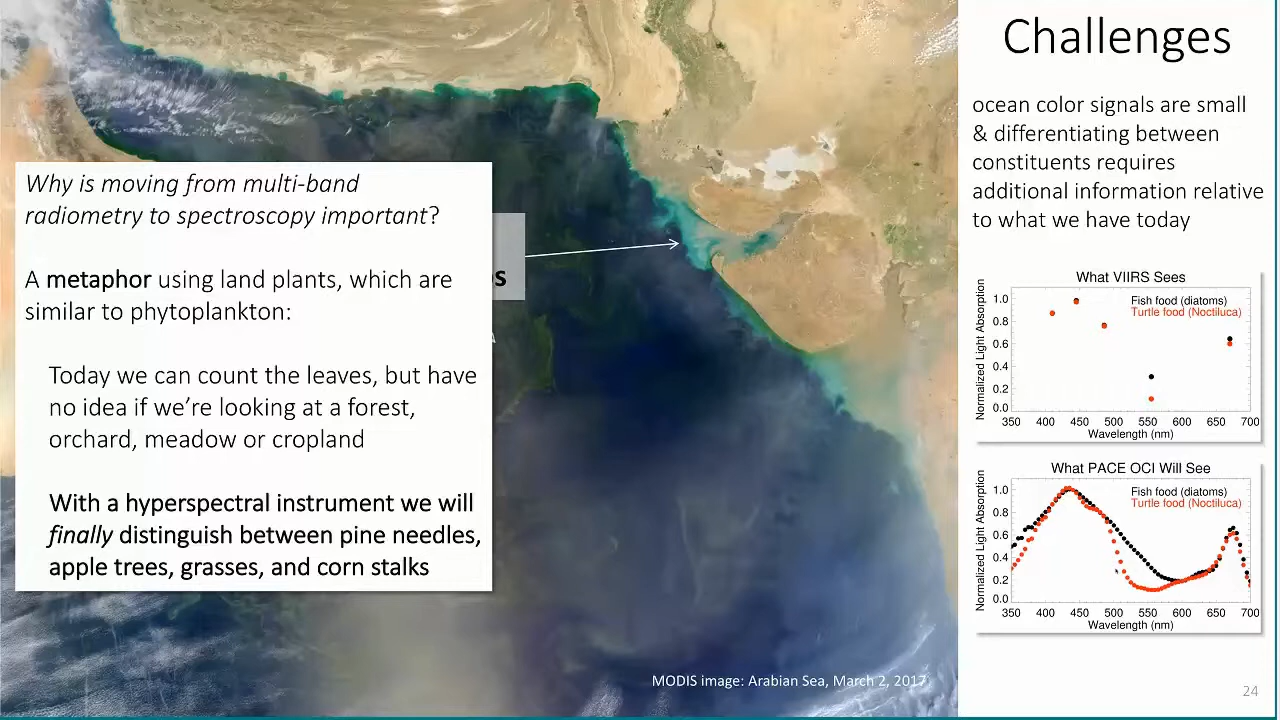 Challenges
ocean color signals are small
& differentiating between
constituents requires
additional information relative
to what we have today
Why is moving from multi-band
radiometry to spectroscopy important?
A metaphor using land plants, which are
similar to phytoplankton:
Today we can count the leaves, but have
no idea if we're looking at a forest,
orchard, meadow or cropland
With a hyperspectral instrument we will
finally distinguish between pine needles,
apple trees, grasses, and corn stalks
What VIIRS Sees
Fish food (diatoms)
Turtle food (Noctiluca)
Normalized Light Absorption
1.0
0.8
0.6
0.4
0.2
0.0
350 400 450 500 550 600 650 700
Wavelength (nm)
What PACE OCI Will See
Fish food (diatoms)
Turtle food (Noctiluca)
Normalized Light Absorption
1.0
0.8
0.6
0.4
0.2
0.0
350 400 450 500 550 600 650 700
Wavelength (nm)
MODIS image: Arabian Sea, March 2, 2017
24